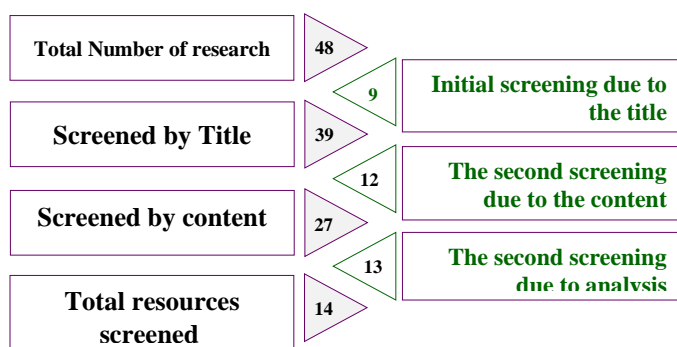 Total Number of research
48
9
Initial screening due to
the title
Screened by Title
39
12
The second screening
due to the content
Screened by content
27
13
The second screening
due to analysis
Total resources
screened
14